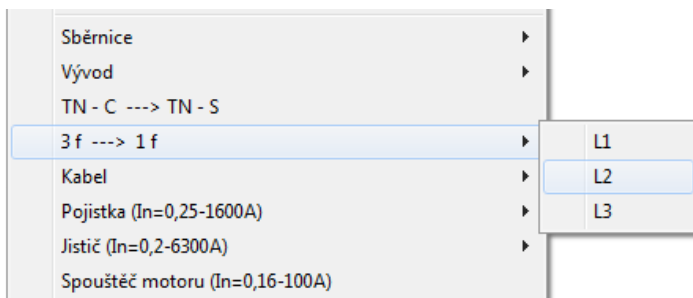 Sběrnice
Vývod
TN - C ---> TN - S
3 f ---> 1 f
L1
Kabel
L2
Pojistka (In=0,25-1600A)
L3
Jistič (In=0,2-6300A)
Spouštěč motoru (In=0,16-100A)